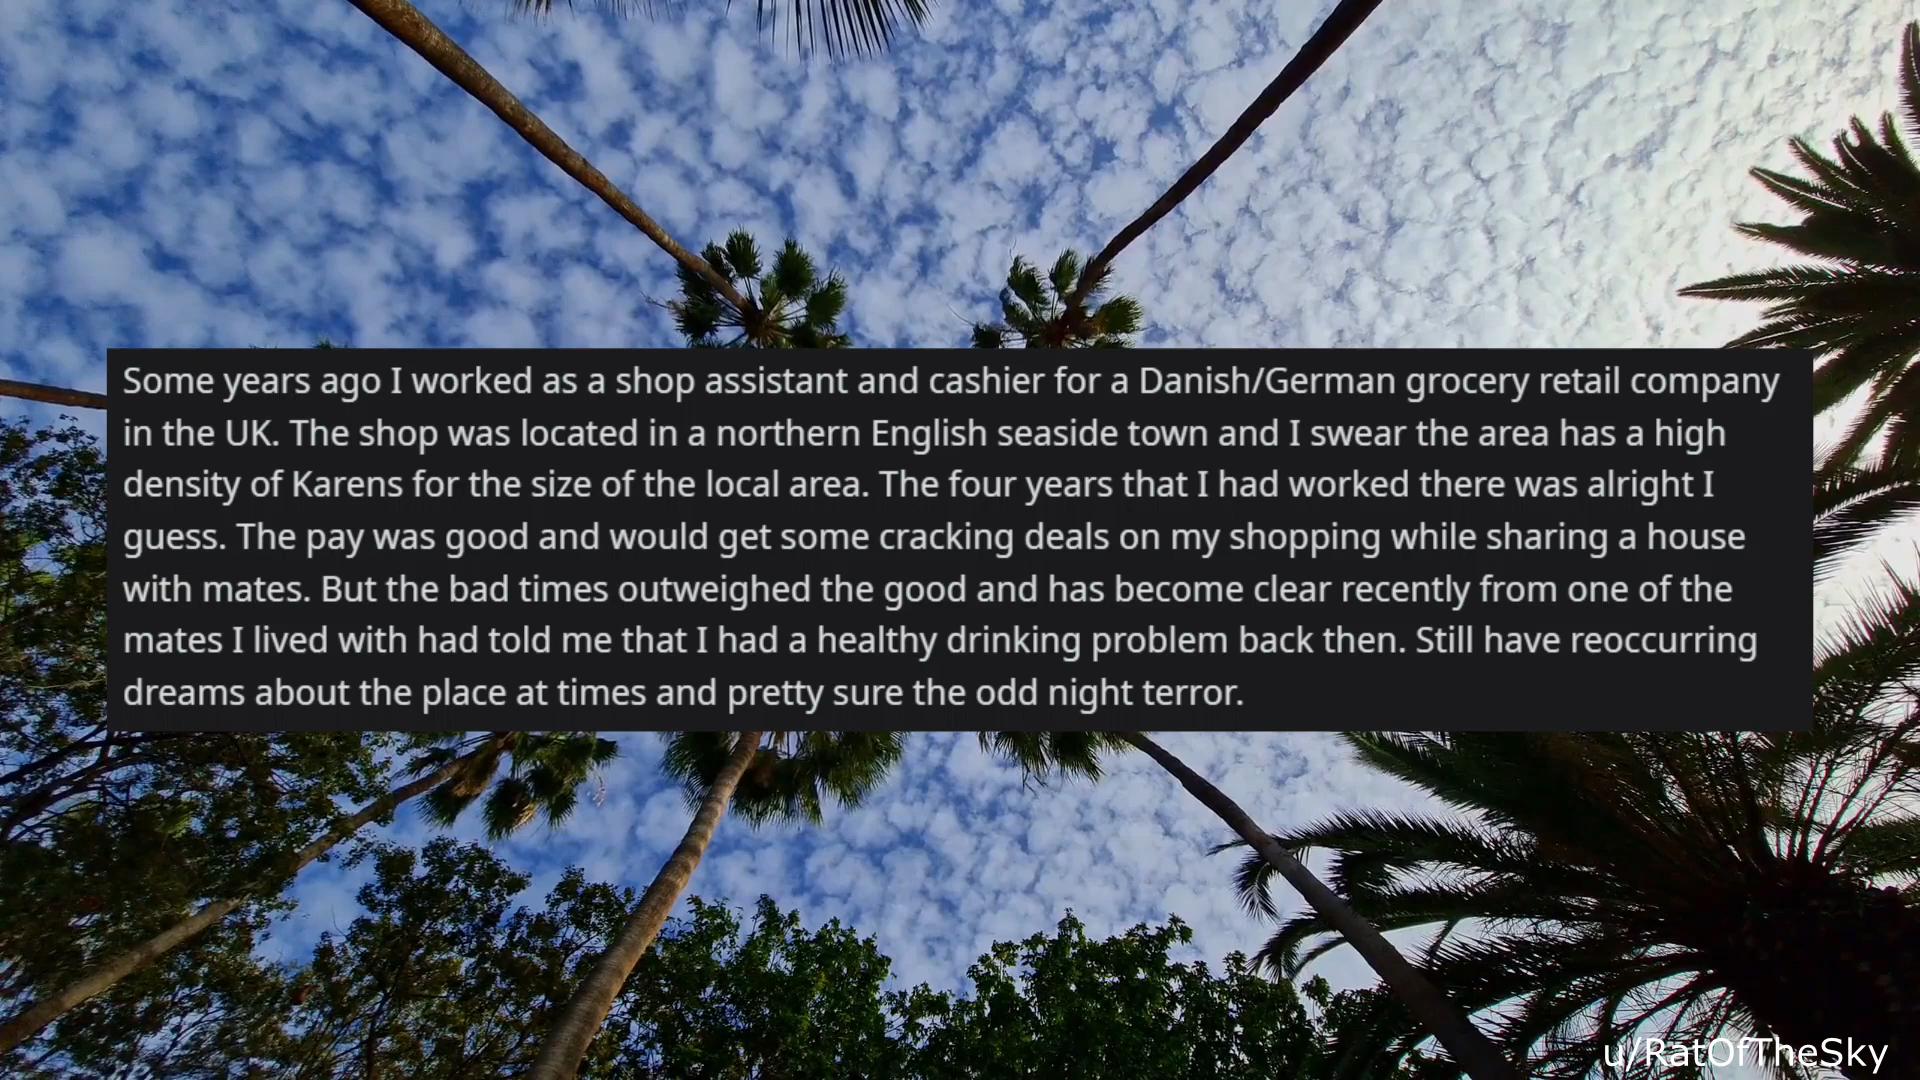 Some years ago I worked as a shop assistant and cashier for a Danish/German grocery retail company
in the UK. The shop was located in a northern English seaside town and I swear the area has a high
density of Karens for the size of the local area. The four years that I had worked there was alright I
guess. The pay was good and would get some cracking deals on my shopping while sharing a house
with mates. But the bad times outweighed the good and has become clear recently from one of the
mates I lived with had told me that I had a healthy drinking problem back then. Still have reoccurring
dreams about the place at times and pretty sure the odd night terror.
u/RatOfTheSky